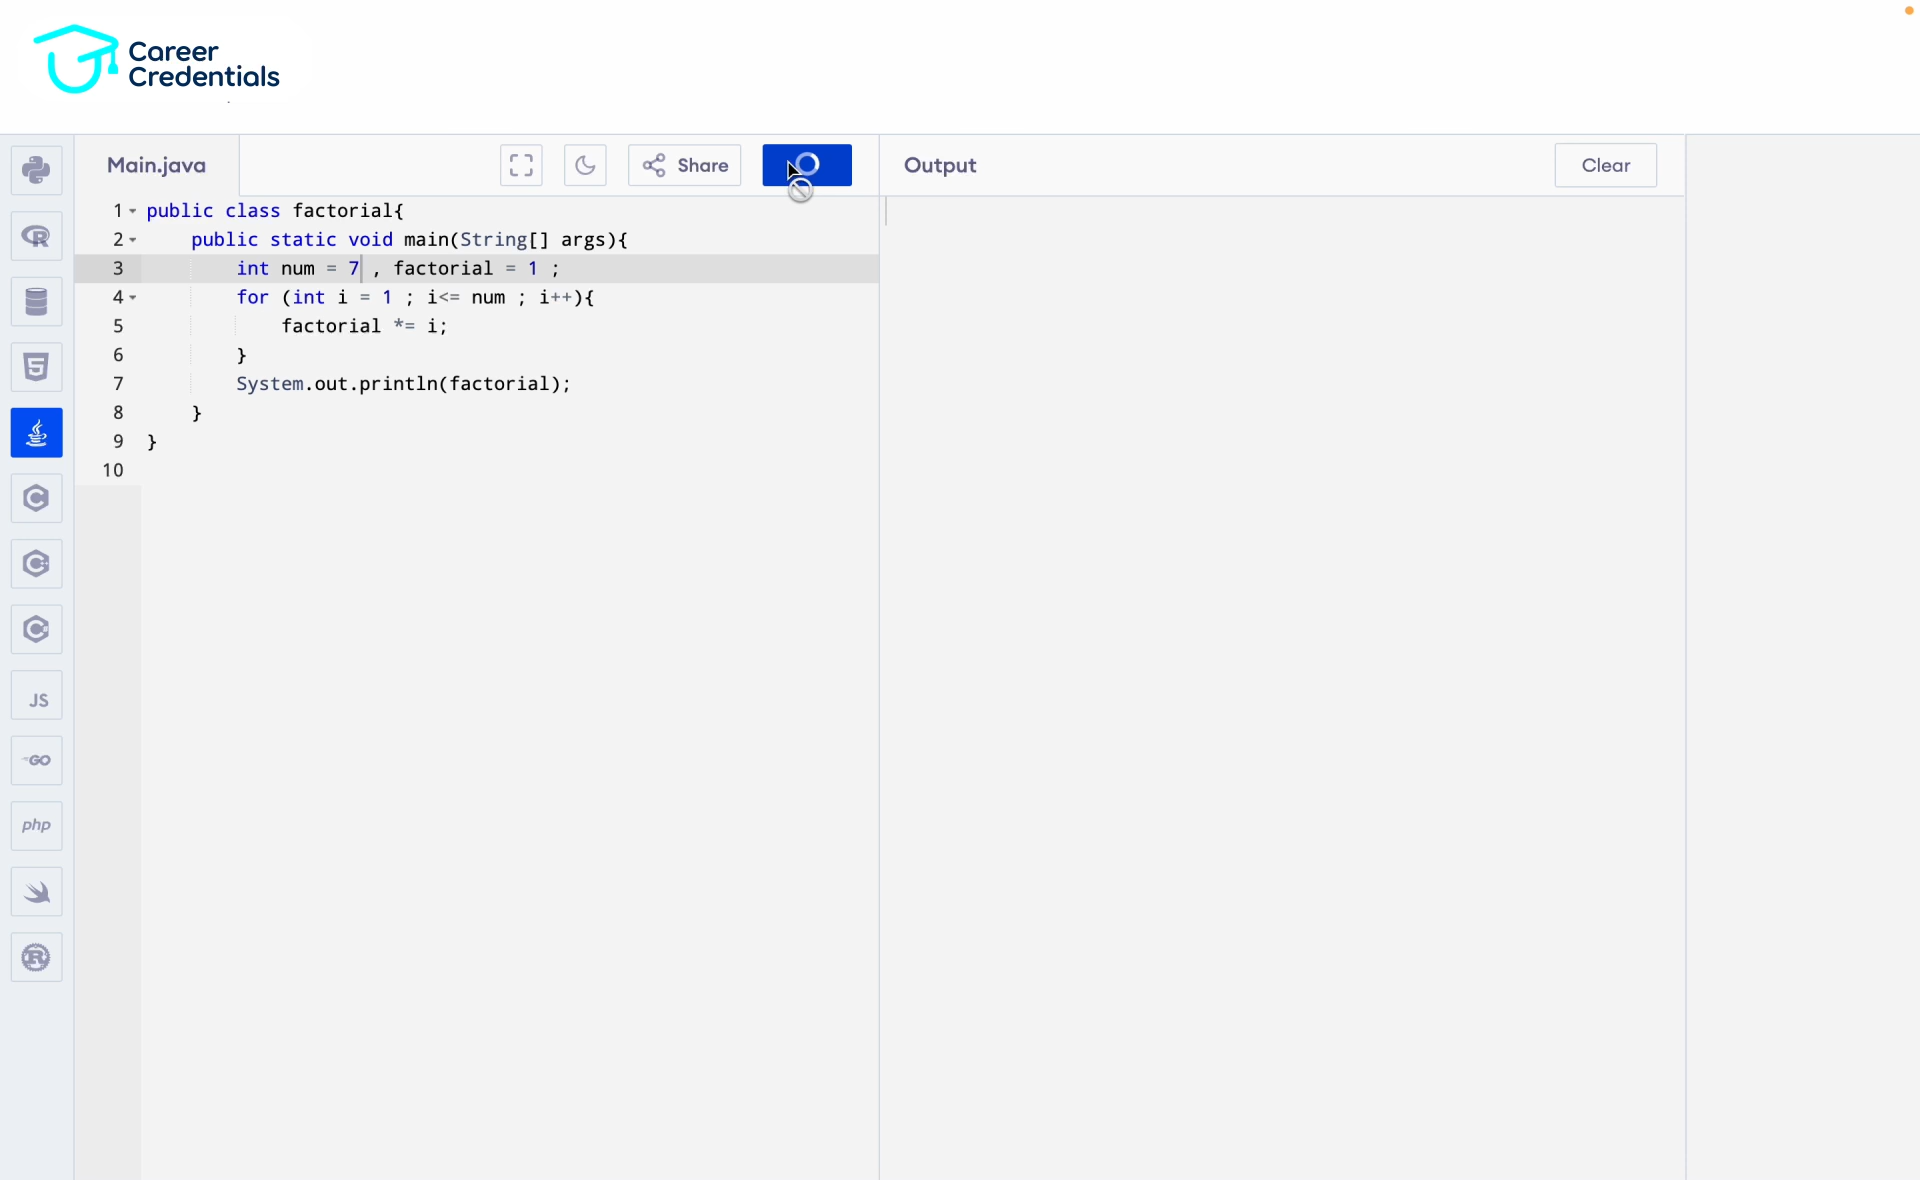 Career
Credentials
Main.java
Share
Output
Clear
1 public class factorial{
2 public static void main(String[] args){
3 int num = 7 , factorial = 1 ;
4 for (int i = 1 ; i<= num ; i++){
5 factorial *= i;
6 }
7 System.out.println(factorial);
8 }
9 }
10
R
5
C
C+
C#
JS
GO
php
R